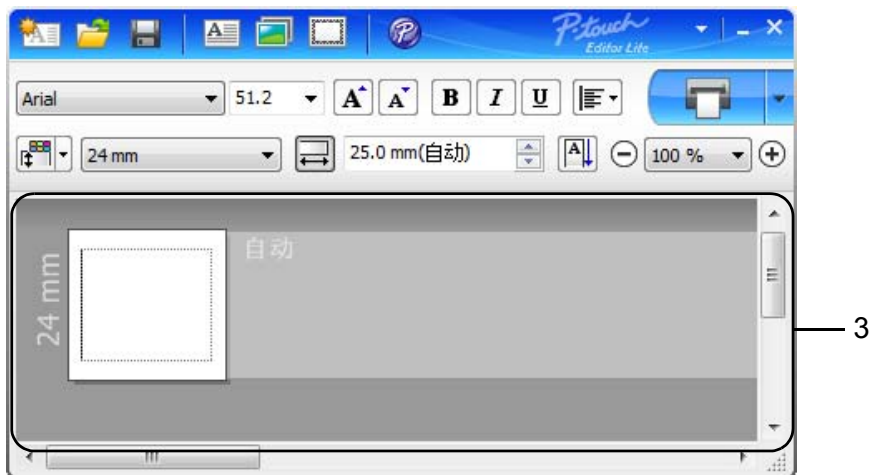 P-touch
Editor Lite
Arial 51.2 A A B I U
24 mm 25.0 mm(自动) A 100 %
24 mm
自动
3